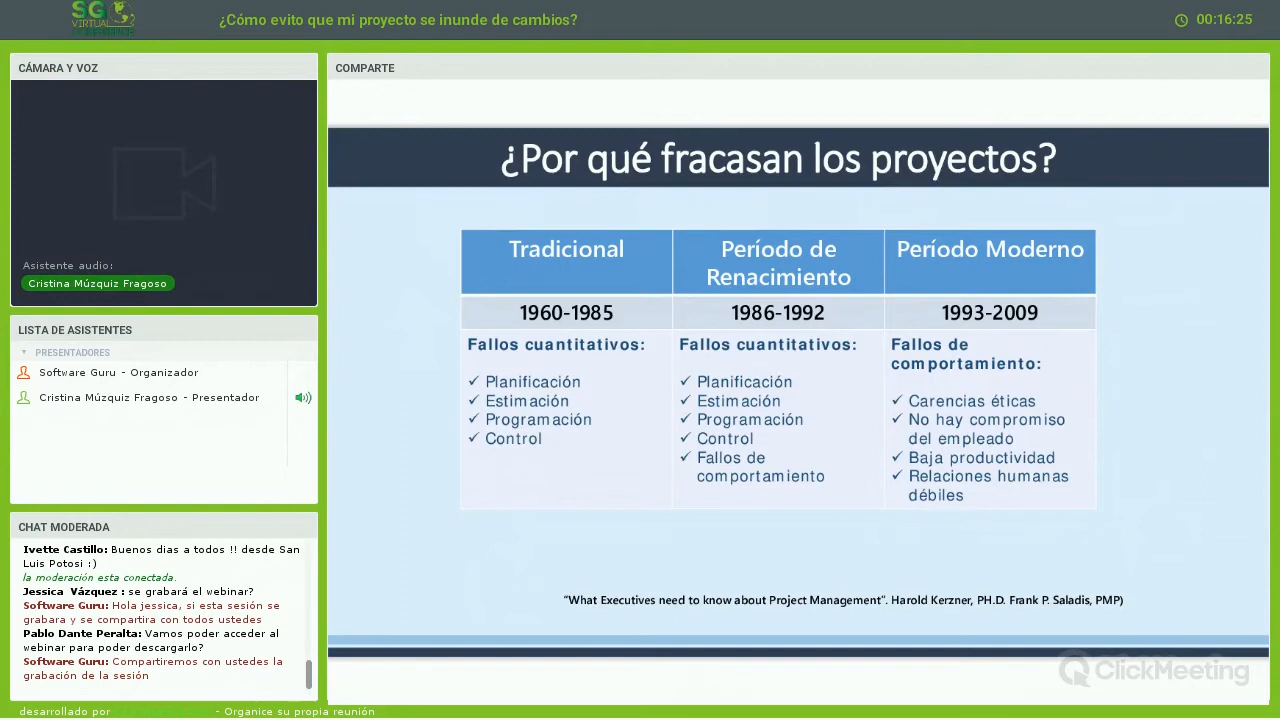 SG
VIRTUAL
CONFERENCE
¿Cómo evito que mi proyecto se inunde de cambios?
00:16:25
CÁMARA Y VOZ
Asistente audio:
Cristina Múzquiz Fragoso
LISTA DE ASISTENTES
PRESENTADORES
Software Guru - Organizador
Cristina Múzquiz Fragoso - Presentador
CHAT MODERADA
Ivette Castillo: Buenos dias a todos !! desde San
Luis Potosi :)
la moderación esta conectada.
Jessica Vázquez : se grabará el webinar?
Software Guru: Hola jessica, si esta sesión se
grabara y se compartira con todos ustedes
Pablo Dante Peralta: Vamos poder acceder al
webinar para poder descargarlo?
Software Guru: Compartiremos con ustedes la
grabación de la sesión
desarrollado por
- Organice su propia reunión
COMPARTE
¿Por qué fracasan los proyectos?
Tradicional
Período de
Renacimiento
Período Moderno
1960-1985
1986-1992
1993-2009
Fallos cuantitativos:
✓ Planificación
✓ Estimación
✓ Programación
✓ Control
Fallos cuantitativos:
✓ Planificación
✓ Estimación
✓ Programación
✓ Control
✓ Fallos de
comportamiento
Fallos de
comportamiento:
✓ Carencias éticas
✓ No hay compromiso
del empleado
✓ Baja productividad
✓ Relaciones humanas
débiles
“What Executives need to know about Project Management”. Harold Kerzner, PH.D. Frank P. Saladis, PMP)
ClickMeeting